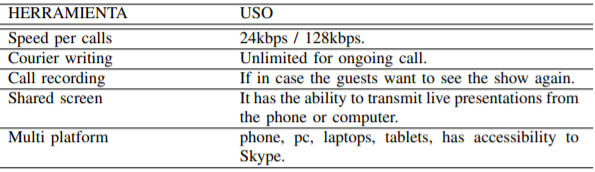 HERRAMIENTA USO
Speed per calls 24kbps / 128kbps.
Courier writing Unlimited for ongoing call.
Call recording If in case the guests want to see the show again.
Shared screen It has the ability to transmit live presentations from
the phone or computer.
Multi platform phone, pc, laptops, tablets, has accessibility to
Skype.